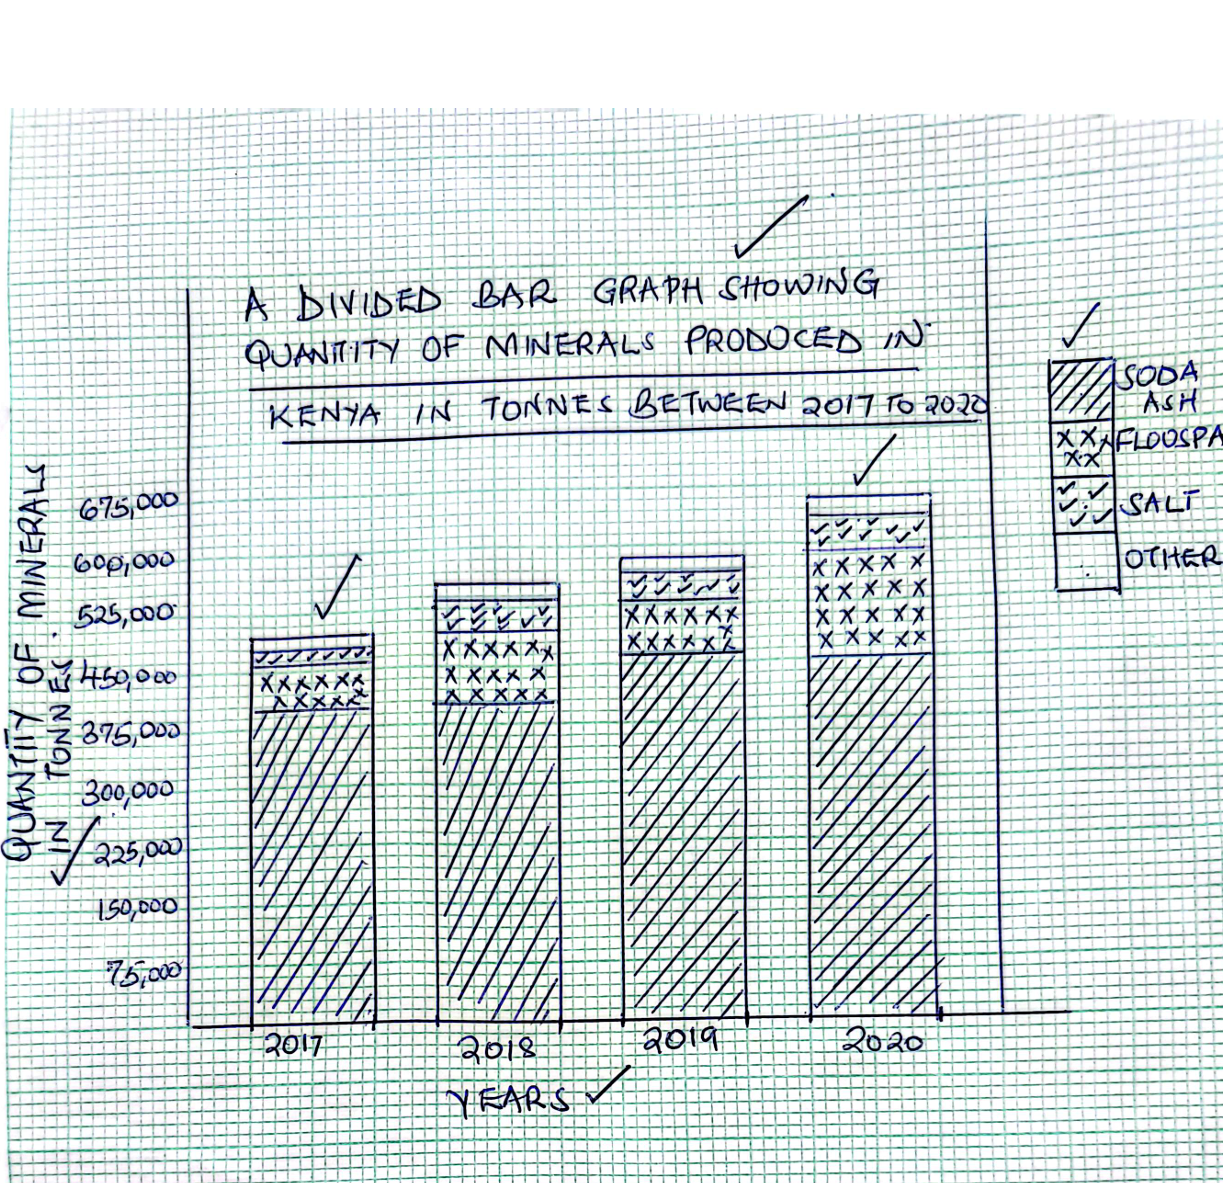 A DIVIDED BAR GRAPH SHOWING
QUANTITY OF MINERALS PRODOCED IN
KENYA IN TONNES BETWEEN 2017 TO 2020
SODA
ASH
FLOOSPA
SALT
OTHER
QUANTITY OF MINERALS
IN TONNES.
675,000
600,000
525,000
450,000
375,000
300,000
225,000
150,000
75,000
2017 2018 2019 2020
YEARS